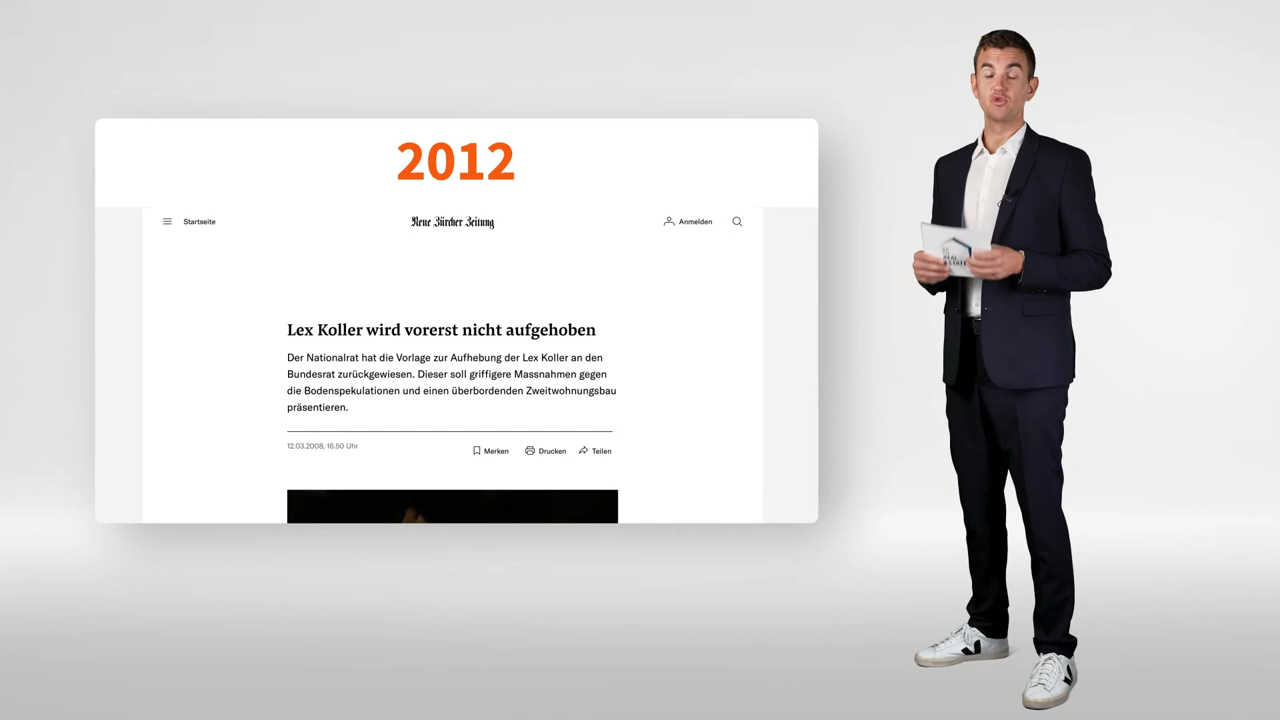 2012
Startseite
Neue Zürcher Zeitung
Anmelden
Lex Koller wird vorerst nicht aufgehoben
Der Nationalrat hat die Vorlage zur Aufhebung der Lex Koller an den
Bundesrat zurückgewiesen. Dieser soll griffigere Massnahmen gegen
die Bodenspekulationen und einen überbordenden Zweitwohnungsbau
präsentieren.
12.03.2008, 16.50 Uhr
Merken
Drucken
Teilen